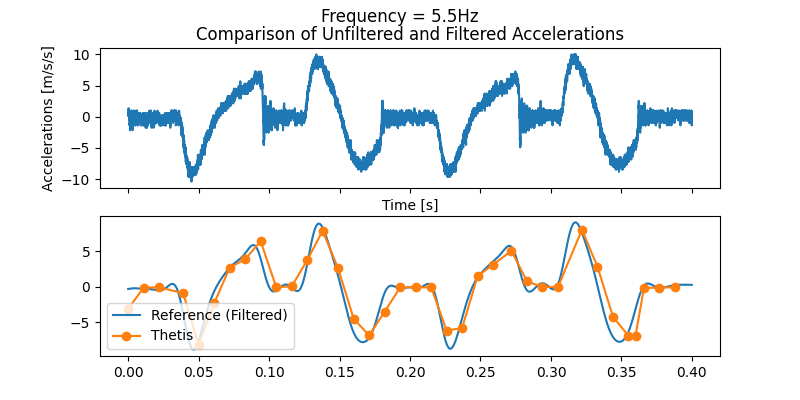 Frequency = 5.5Hz
Comparison of Unfiltered and Filtered Accelerations
Accelerations [m/s/s]
10
5
0
−5
−10
Time [s]
5
0
−5
Reference (Filtered)
Thetis
0.00 0.05 0.10 0.15 0.20 0.25 0.30 0.35 0.40